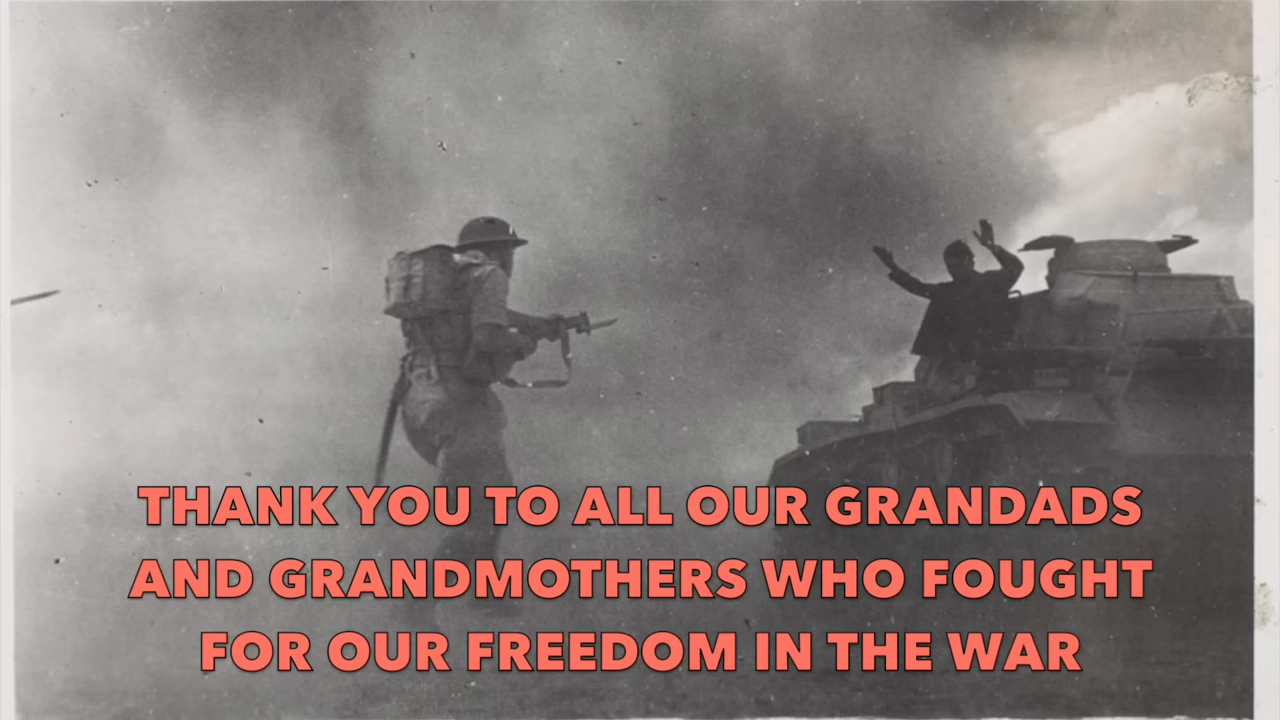 THANK YOU TO ALL OUR GRANDADS
AND GRANDMOTHERS WHO FOUGHT
FOR OUR FREEDOM IN THE WAR